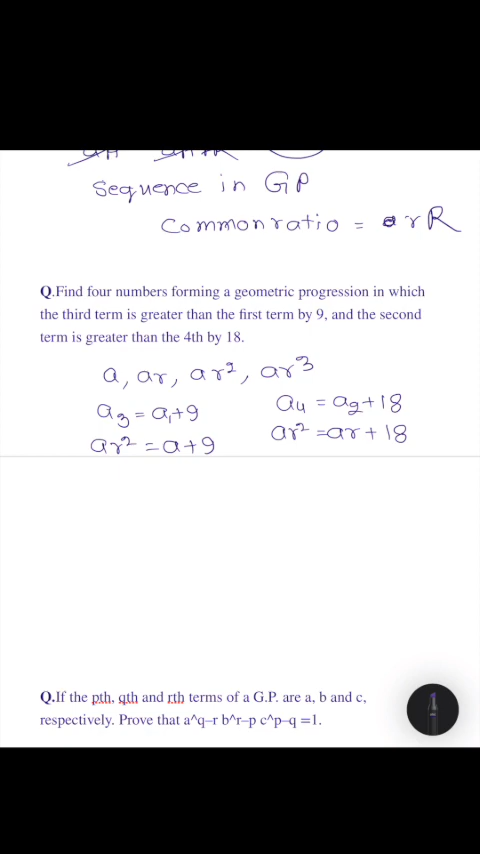 Sequence in GP
Common ratio = rR
Q.Find four numbers forming a geometric progression in which
the third term is greater than the first term by 9, and the second
term is greater than the 4th by 18.
a, ar, ar², ar³
a₃ = a₁+9
a₄ = a₂+18
ar² = a+9
ar² = ar+18
Q.If the pth, qth and rth terms of a G.P. are a, b and c,
respectively. Prove that a^q–r b^r–p c^p–q =1.